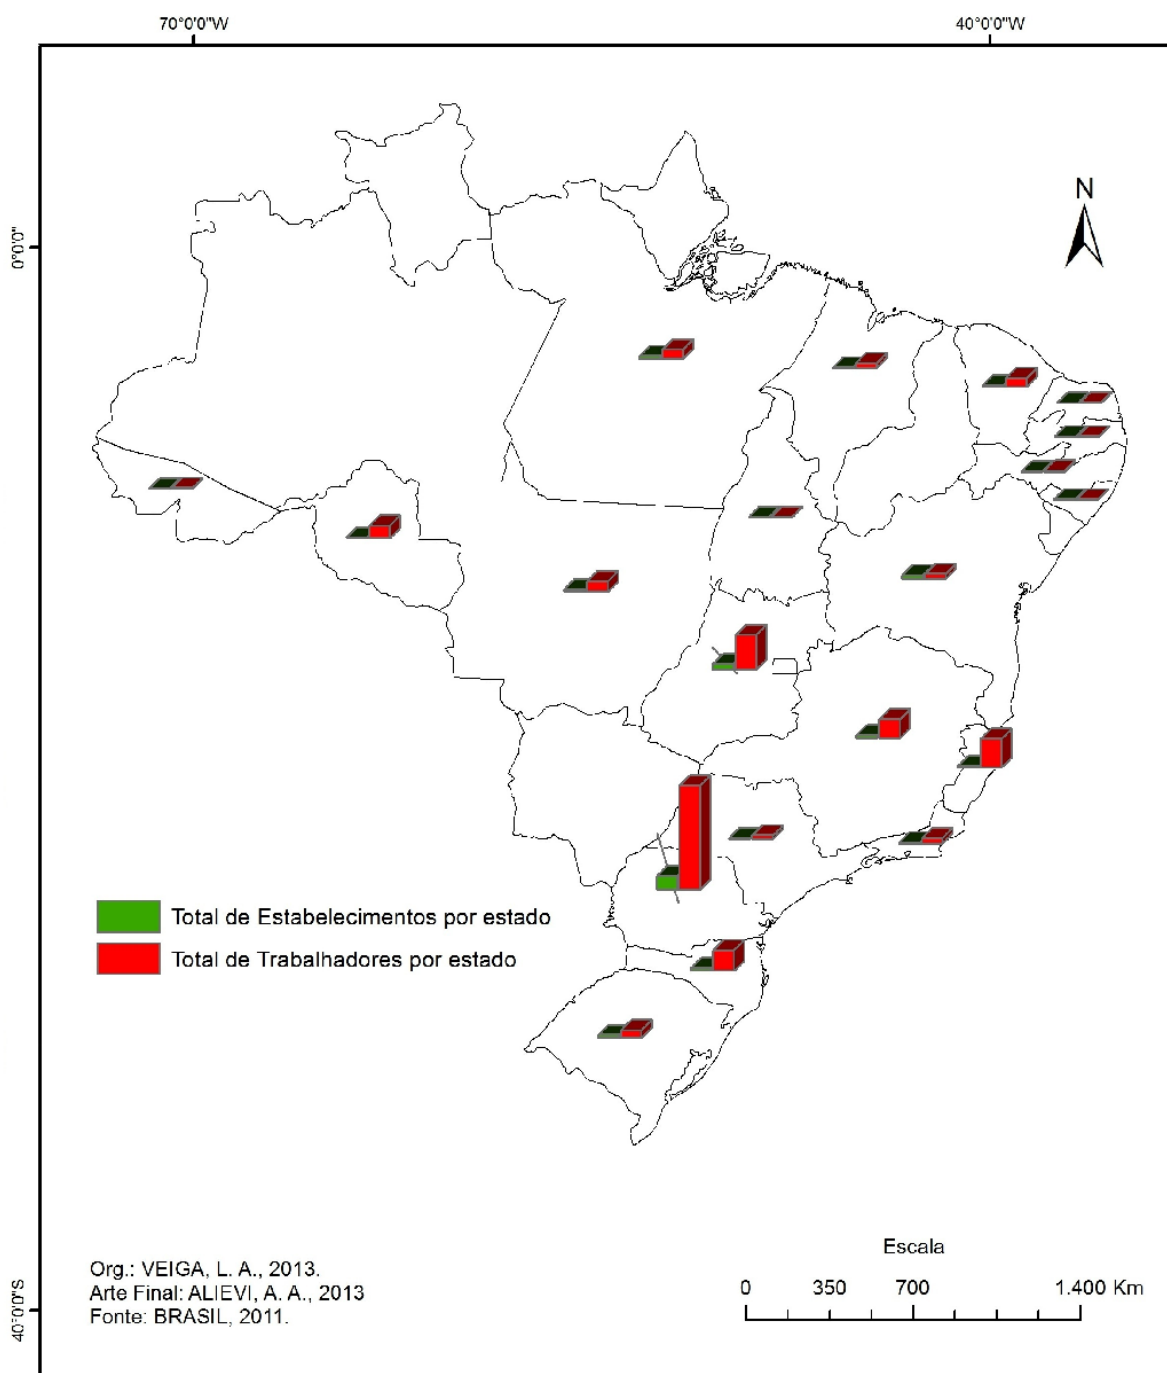 70°0'0"W
40°0'0"W
N
0°0'0"
Total de Estabelecimentos por estado
Total de Trabalhadores por estado
Escala
0 350 700 1.400 Km
Org.: VEIGA, L. A., 2013.
Arte Final: ALIEVI, A. A., 2013
Fonte: BRASIL, 2011.
40°0'0"S